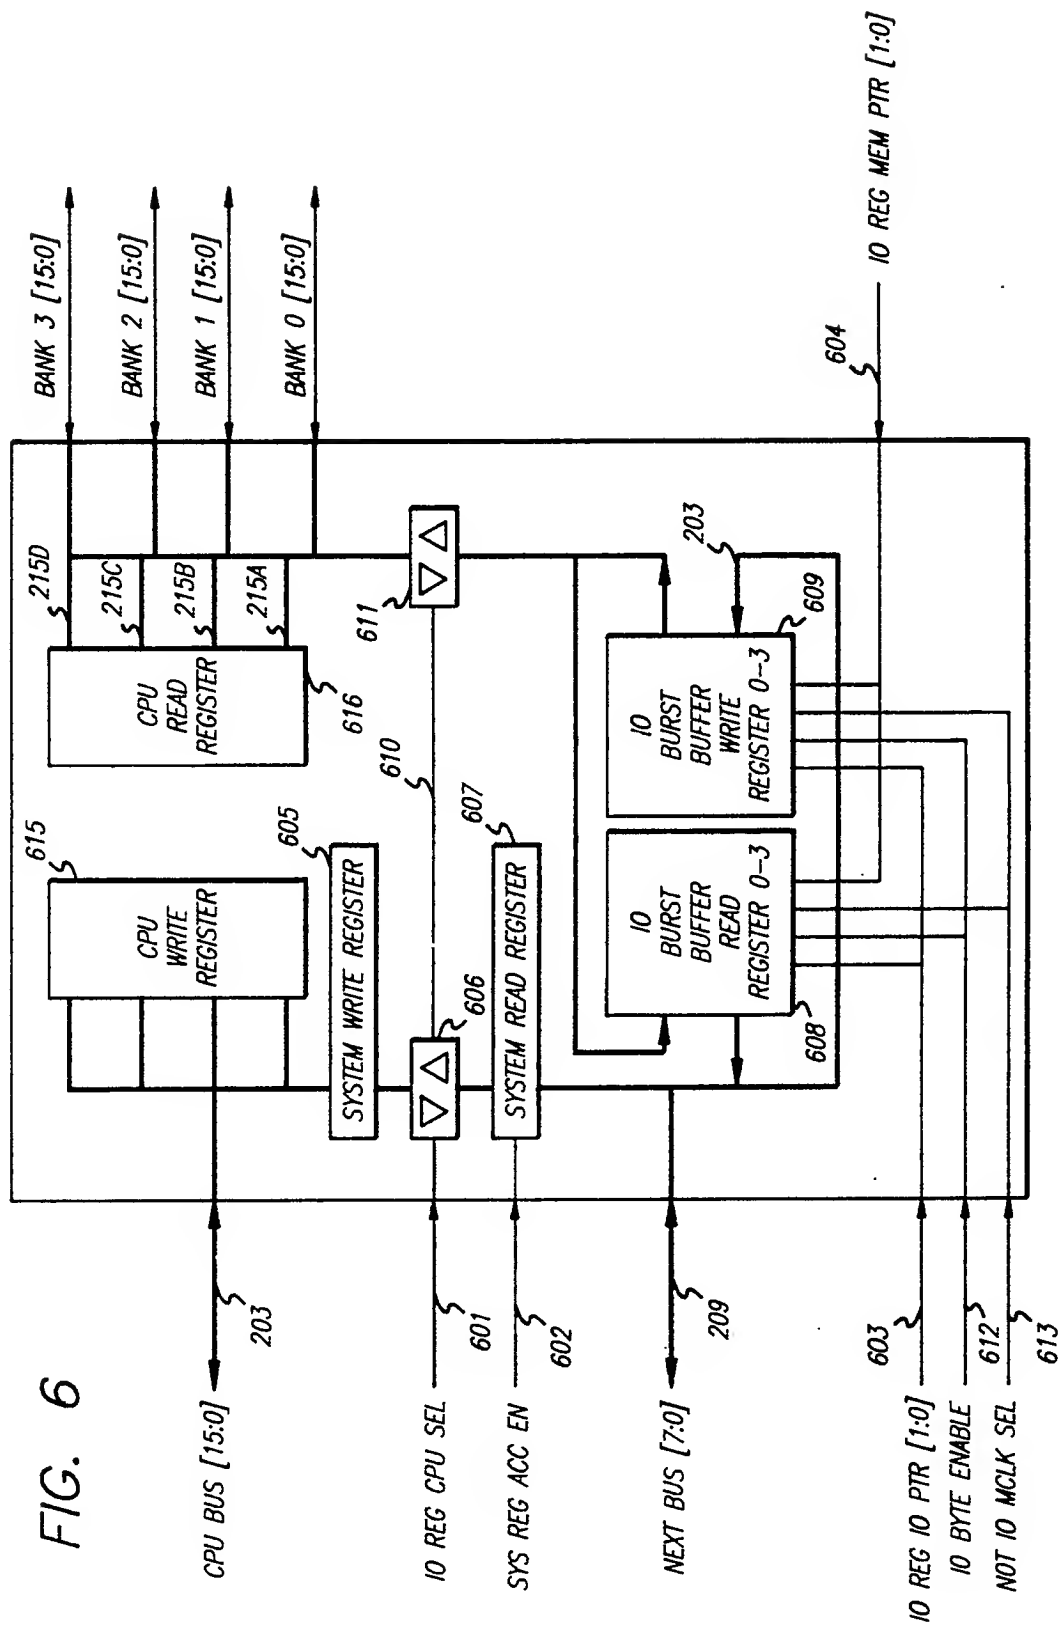 FIG. 6
CPU BUS [15:0]
203
IO REG CPU SEL
601
SYS REG ACC EN
602
NEXT BUS [7:0]
209
IO REG IO PTR [1:0]
603
IO BYTE ENABLE
612
NOT IO MCLK SEL
613
615
CPU
WRITE
REGISTER
605
SYSTEM WRITE REGISTER
606
607
SYSTEM READ REGISTER
608
IO
BURST
BUFFER
READ
REGISTER 0-3
610
CPU
READ
REGISTER
616
215D
215C
215B
215A
611
IO
BURST
BUFFER
WRITE
REGISTER 0-3
609
203
BANK 3 [15:0]
BANK 2 [15:0]
BANK 1 [15:0]
BANK 0 [15:0]
604
IO REG MEM PTR [1:0]